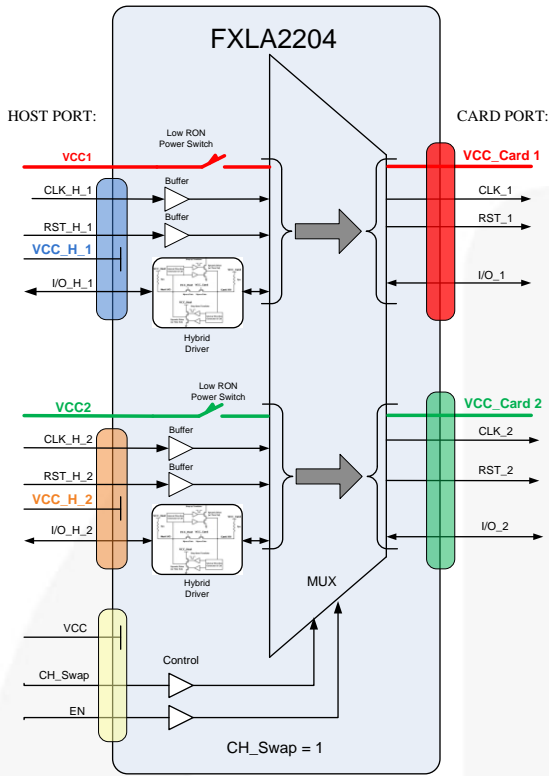 FXLA2204
HOST PORT:
CARD PORT:
Low RON
Power Switch
VCC1
VCC_Card 1
CLK_H_1
Buffer
CLK_1
RST_H_1
Buffer
RST_1
VCC_H_1
I/O_H_1
I/O_1
Hybrid
Driver
Low RON
Power Switch
VCC2
VCC_Card 2
CLK_H_2
Buffer
CLK_2
RST_H_2
Buffer
RST_2
VCC_H_2
I/O_H_2
I/O_2
Hybrid
Driver
MUX
VCC
Control
CH_Swap
EN
CH_Swap = 1